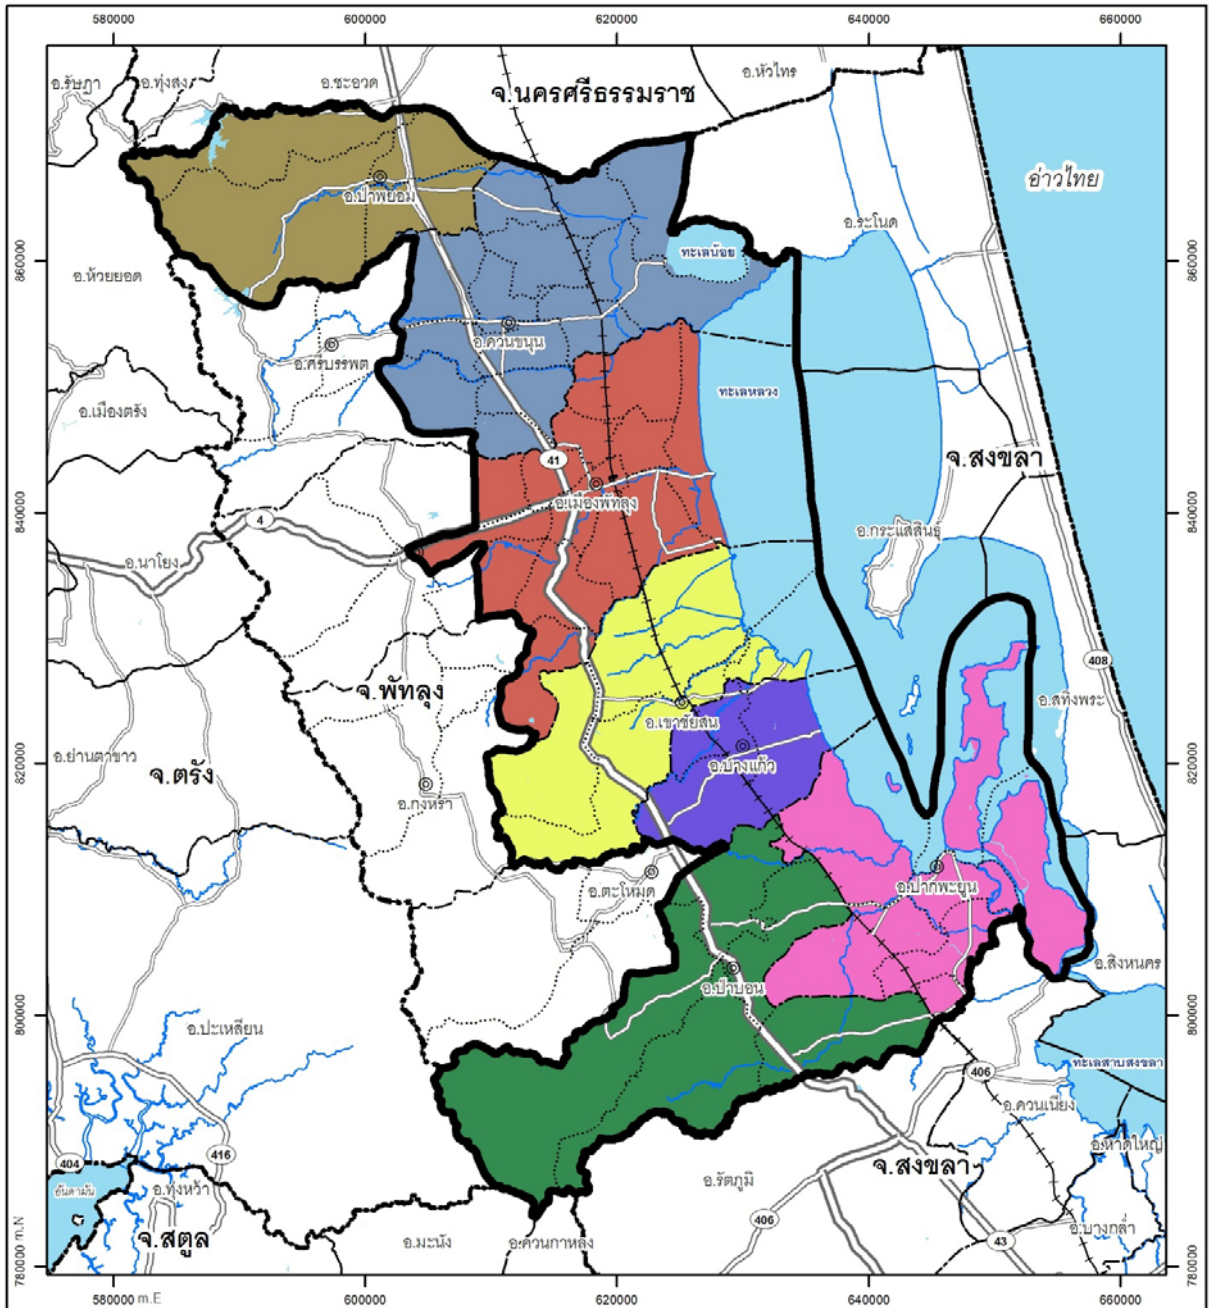 580000 600000 620000 640000 660000
อ.รัษฎา
อ.ทุ่งสง
อ.ชะอวด
อ.หัวไทร
จ.นครศรีธรรมราช
อ่าวไทย
อ.ป่าพยอม
อ.ระโนด
ทะเลน้อย
860000
860000
อ.ห้วยยอด
อ.ควนขนุน
อ.ศรีบรรพต
ทะเลหลวง
อ.เมืองตรัง
41
จ.สงขลา
อ.เมืองพัทลุง
840000
840000
4
อ.กระแสสินธุ์
อ.นาโยง
408
จ.พัทลุง
อ.สทิงพระ
อ.เขาชัยสน
อ.ย่านตาขาว
820000
820000
จ.ตรัง
อ.บางแก้ว
อ.กงหรา
อ.ตะโหมด
อ.ปากพะยูน
อ.สิงหนคร
อ.ป่าบอน
800000
800000
อ.ปะเหลียน
ทะเลสาบสงขลา
406
อ.ควนเนียง
อ.หาดใหญ่
416
404
จ.สงขลา
อ.รัตภูมิ
อันดามัน
อ.ทุ่งหว้า
406
อ.บางกล่ำ
จ.สตูล
อ.มะนัง
อ.ควนกาหลง
43
780000 m.N
780000
580000 m.E 600000 620000 640000 660000